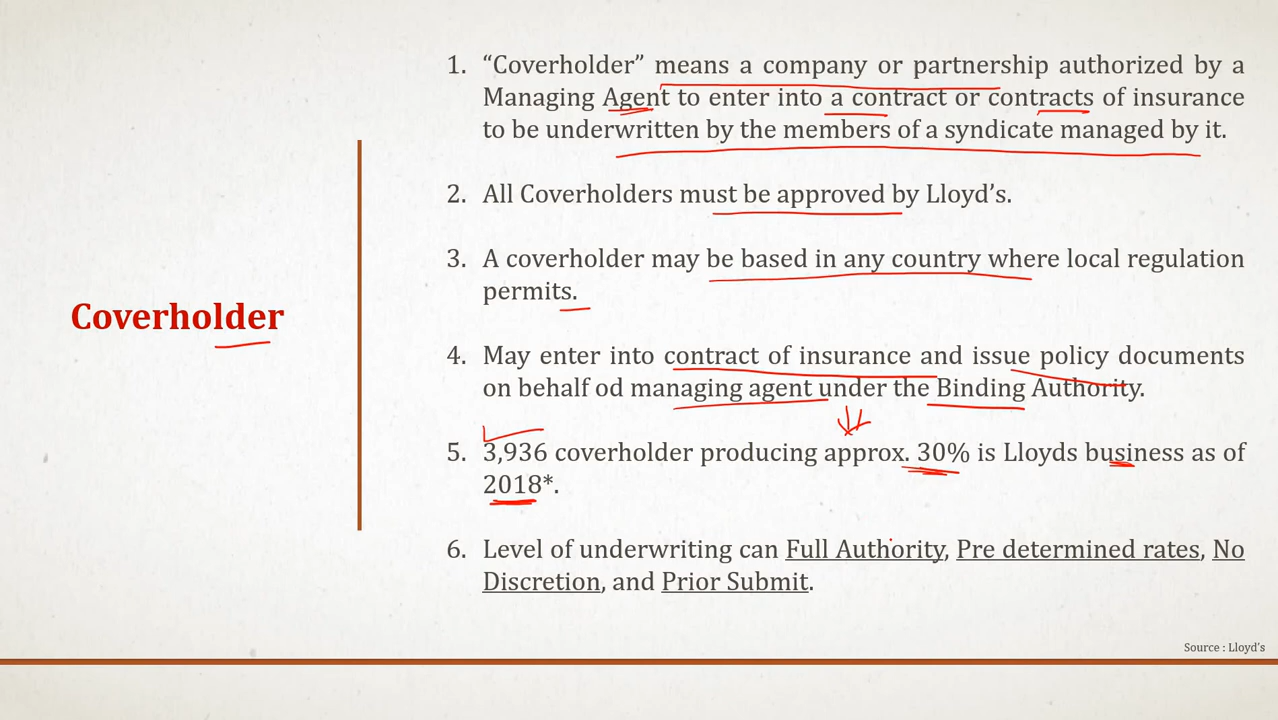 Coverholder
1. “Coverholder” means a company or partnership authorized by a
Managing Agent to enter into a contract or contracts of insurance
to be underwritten by the members of a syndicate managed by it.
2. All Coverholders must be approved by Lloyd’s.
3. A coverholder may be based in any country where local regulation
permits.
4. May enter into contract of insurance and issue policy documents
on behalf od managing agent under the Binding Authority.
5. 3,936 coverholder producing approx. 30% is Lloyds business as of
2018*.
6. Level of underwriting can Full Authority, Pre determined rates, No
Discretion, and Prior Submit.
Source : Lloyd’s